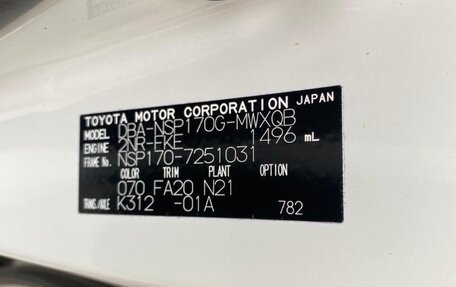 TOYOTA MOTOR CORPORATION JAPAN
MODEL DBA-NSP170G-MWXQB
ENGINE 2NR-FKE 1496 mL
FRAME No. NSP170-7251031
COLOR TRIM PLANT OPTION
070 FA20 N21
TRANS./AXLE K312 -01A 782